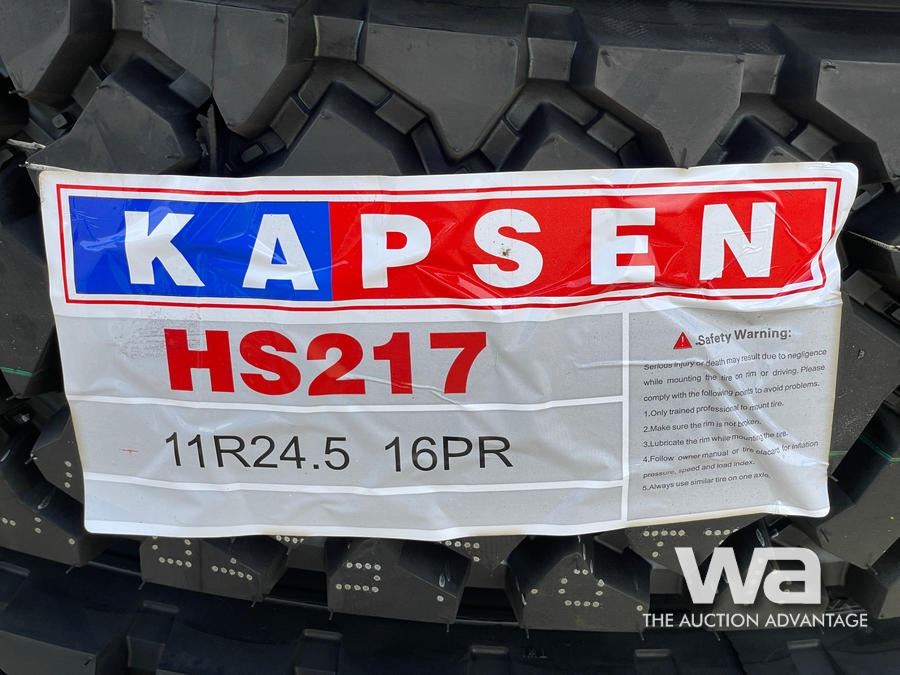 KAPSEN
HS217
11R24.5 16PR
Safety Warning:
Serious injury or death may result due to negligence
while mounting the tire on rim or driving. Please
comply with the following points to avoid problems.
1.Only trained professional to mount tire.
2.Make sure the rim is not broken.
3.Lubricate the rim while mounting the tire.
4.Follow owner manual or tire placard for inflation
pressure, speed and load index.
5.Always use similar tire on one axle.
wa
THE AUCTION ADVANTAGE